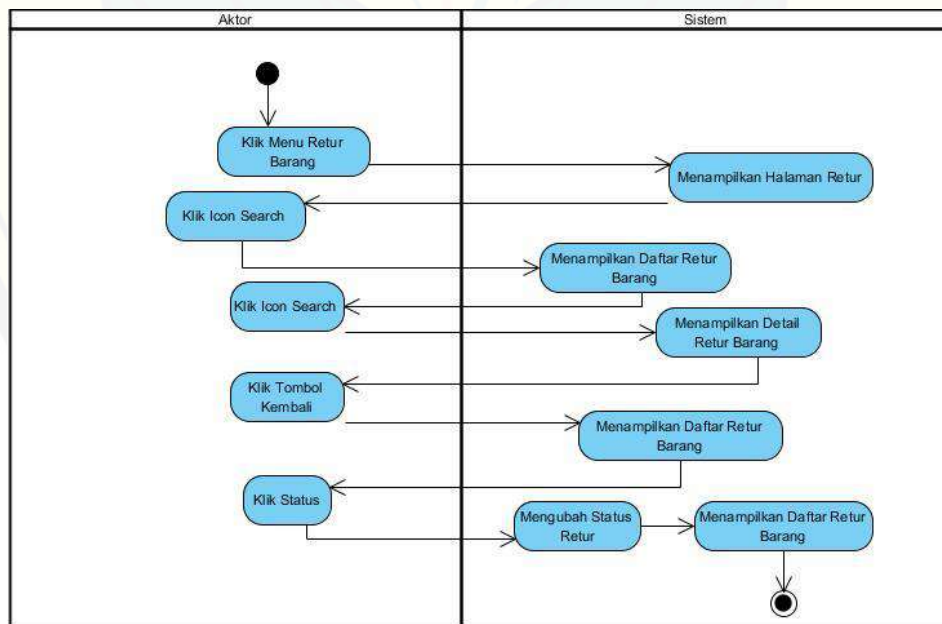 Aktor
Sistem
Klik Menu Retur
Barang
Menampilkan Halaman Retur
Klik Icon Search
Menampilkan Daftar Retur
Barang
Klik Icon Search
Menampilkan Detail
Retur Barang
Klik Tombol
Kembali
Menampilkan Daftar Retur
Barang
Klik Status
Mengubah Status
Retur
Menampilkan Daftar Retur
Barang